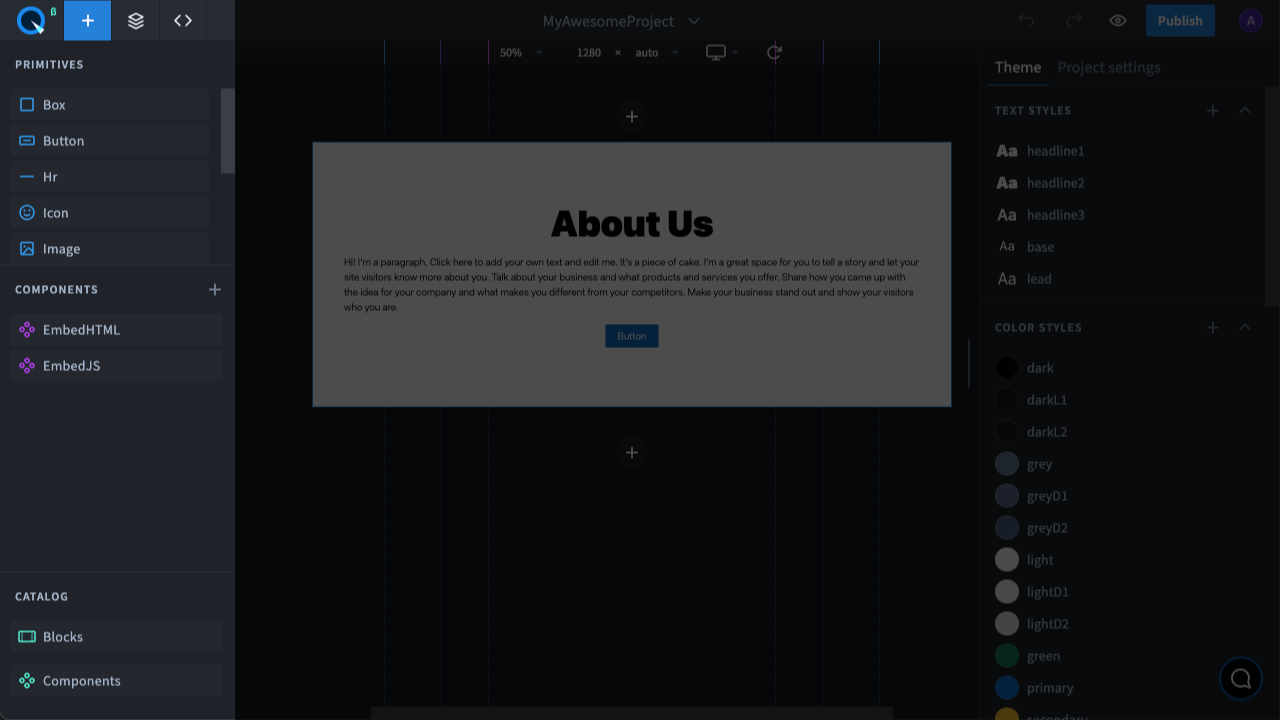 β
MyAwesomeProject
Publish
A
PRIMITIVES
Box
Button
Hr
Icon
Image
COMPONENTS
EmbedHTML
EmbedJS
CATALOG
Blocks
Components
50%
1280 × auto
About Us
Hi! I'm a paragraph. Click here to add your own text and edit me. It's a piece of cake. I'm a great space for you to tell a story and let your
site visitors know more about you. Talk about your business and what products and services you offer. Share how you came up with
the idea for your company and what makes you different from your competitors. Make your business stand out and show your visitors
who you are.
Button
Theme
Project settings
TEXT STYLES
Aa headline1
Aa headline2
Aa headline3
Aa base
Aa lead
COLOR STYLES
dark
darkL1
darkL2
grey
greyD1
greyD2
light
lightD1
lightD2
green
primary
secondary